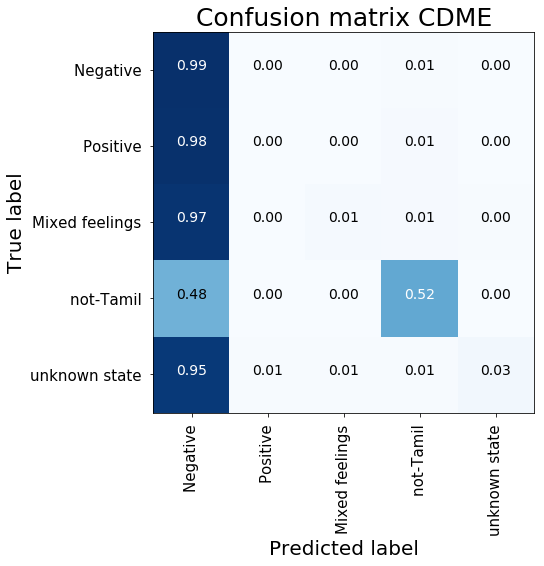 Confusion matrix CDME
True label
Negative 0.99 0.00 0.00 0.01 0.00
Positive 0.98 0.00 0.00 0.01 0.00
Mixed feelings 0.97 0.00 0.01 0.01 0.00
not-Tamil 0.48 0.00 0.00 0.52 0.00
unknown state 0.95 0.01 0.01 0.01 0.03
Negative
Positive
Mixed feelings
not-Tamil
unknown state
Predicted label